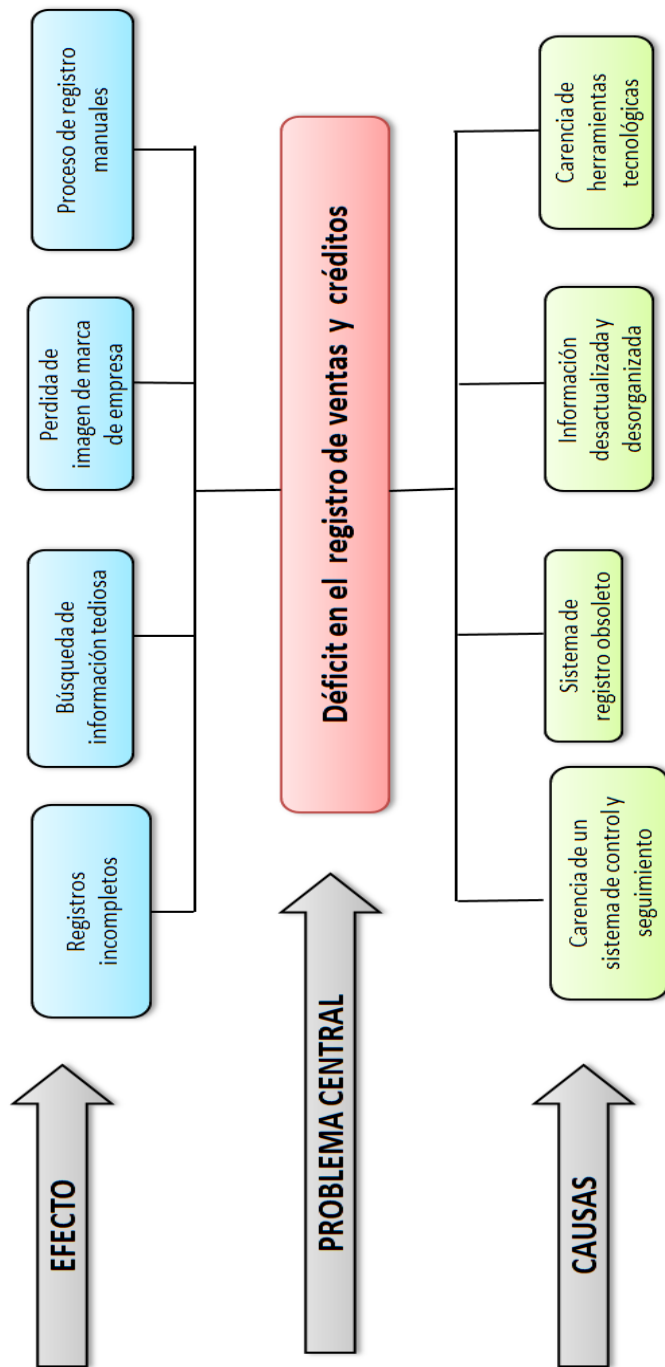 EFECTO
Registros
incompletos
Búsqueda de
información tediosa
Perdida de
imagen de marca
de empresa
Proceso de registro
manuales
PROBLEMA CENTRAL
Déficit en el registro de ventas y créditos
CAUSAS
Carencia de un
sistema de control y
seguimiento
Sistema de
registro obsoleto
Información
desactualizada y
desorganizada
Carencia de
herramientas
tecnológicas